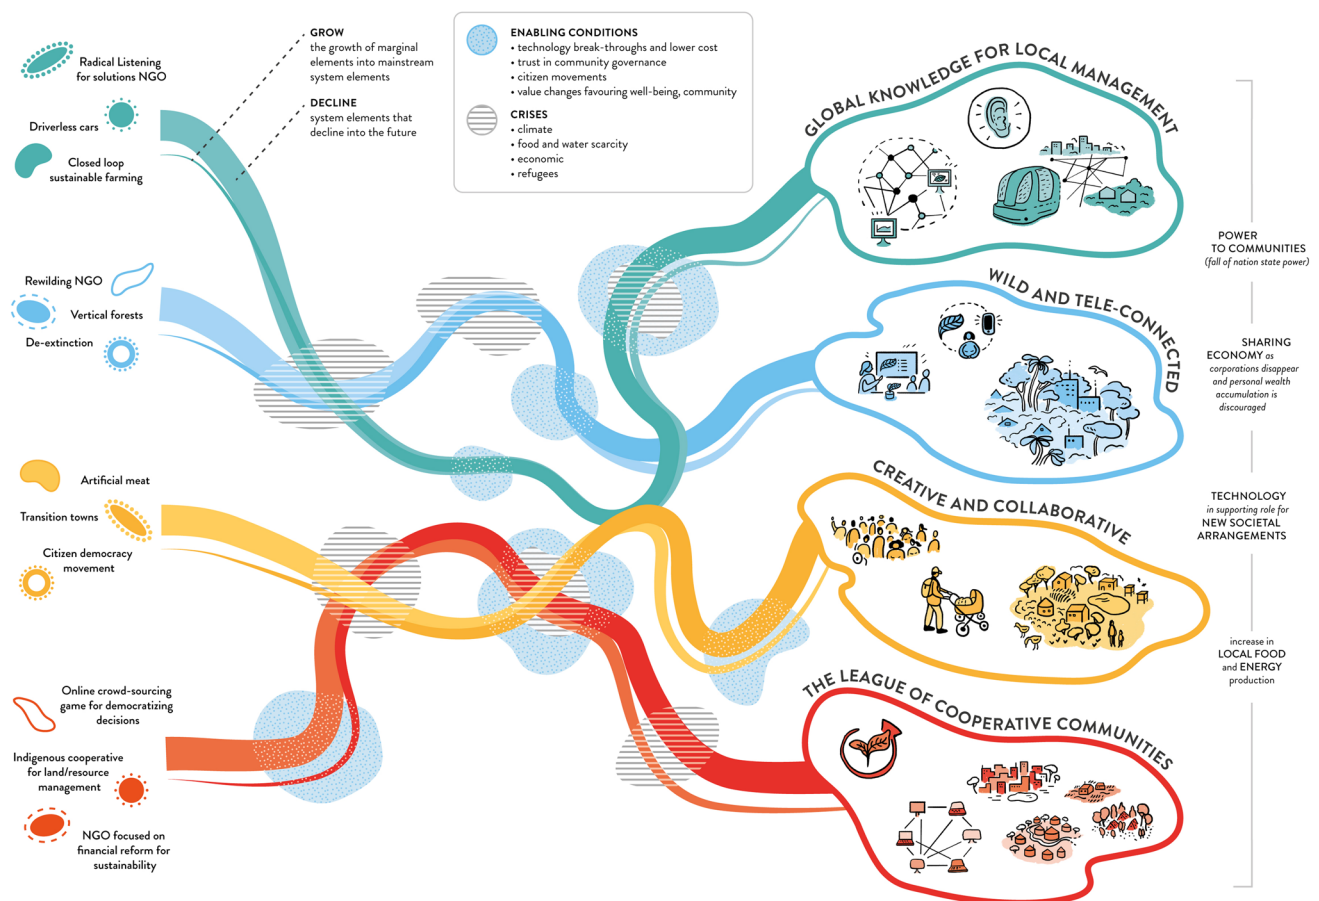 Radical Listening
for solutions NGO
Driverless cars
Closed loop
sustainable farming
GROW
the growth of marginal
elements into mainstream
system elements
DECLINE
system elements that
decline into the future
ENABLING CONDITIONS
• technology break-throughs and lower cost
• trust in community governance
• citizen movements
• value changes favouring well-being, community
CRISES
• climate
• food and water scarcity
• economic
• refugees
GLOBAL KNOWLEDGE FOR LOCAL MANAGEMENT
Rewilding NGO
Vertical forests
De-extinction
WILD AND TELE-CONNECTED
Artificial meat
Transition towns
Citizen democracy
movement
CREATIVE AND COLLABORATIVE
Online crowd-sourcing
game for democratizing
decisions
Indigenous cooperative
for land/resource
management
NGO focused on
financial reform for
sustainability
THE LEAGUE OF COOPERATIVE COMMUNITIES
POWER
TO COMMUNITIES
(fall of nation state power)
SHARING
ECONOMY as
corporations disappear
and personal wealth
accumulation is
discouraged
TECHNOLOGY
in supporting role for
NEW SOCIETAL
ARRANGEMENTS
increase in
LOCAL FOOD
and ENERGY
production